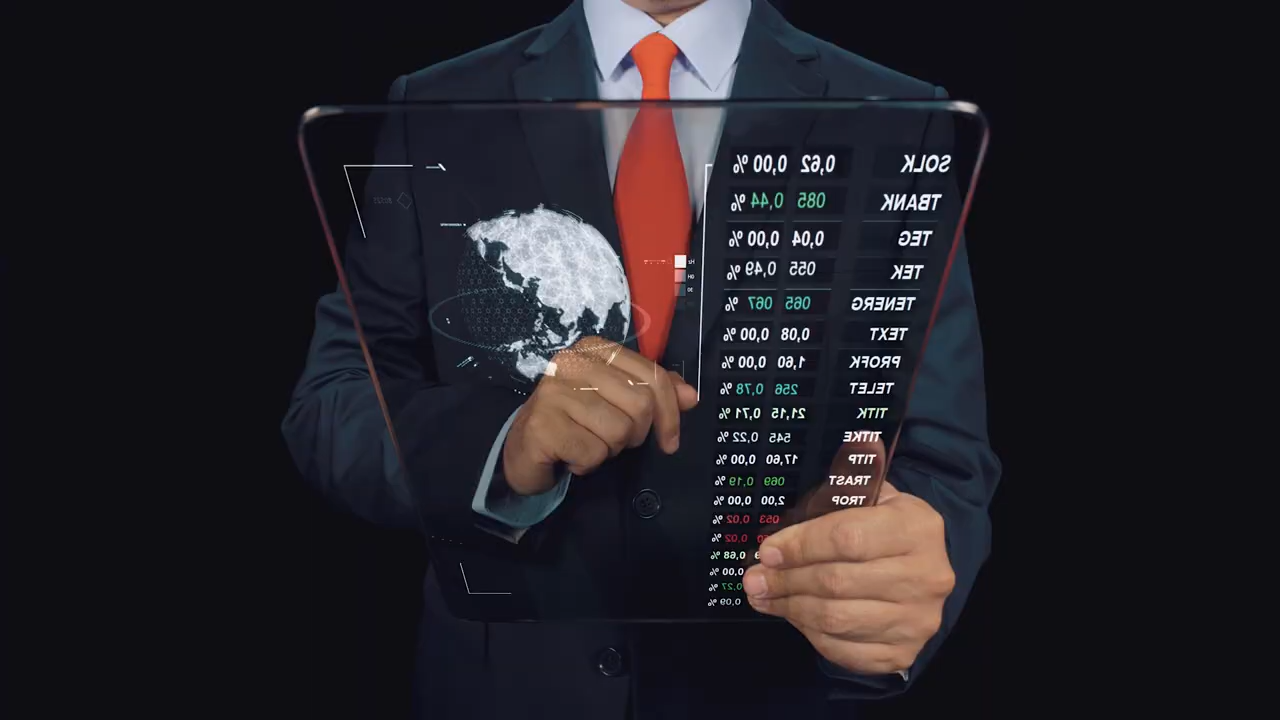 SOLK 0,62 0,00 %
TBANK 085 0,44 %
TEG 0,04 0,00 %
TEK 055 0,49 %
TENERG 065 067 %
TEXT 0,08 0,00 %
PROFK 1,60 0,00 %
TELET 256 0,78 %
TITK 21,15 0,71 %
TITKE 545 0,22 %
TITP 17,60 0,00 %
TRAST 069 0,19 %
TROP 2,00 0,00 %
053 0,02 %
0,02 %
0,68 %
0,00 %
0,27 %
0,09 %